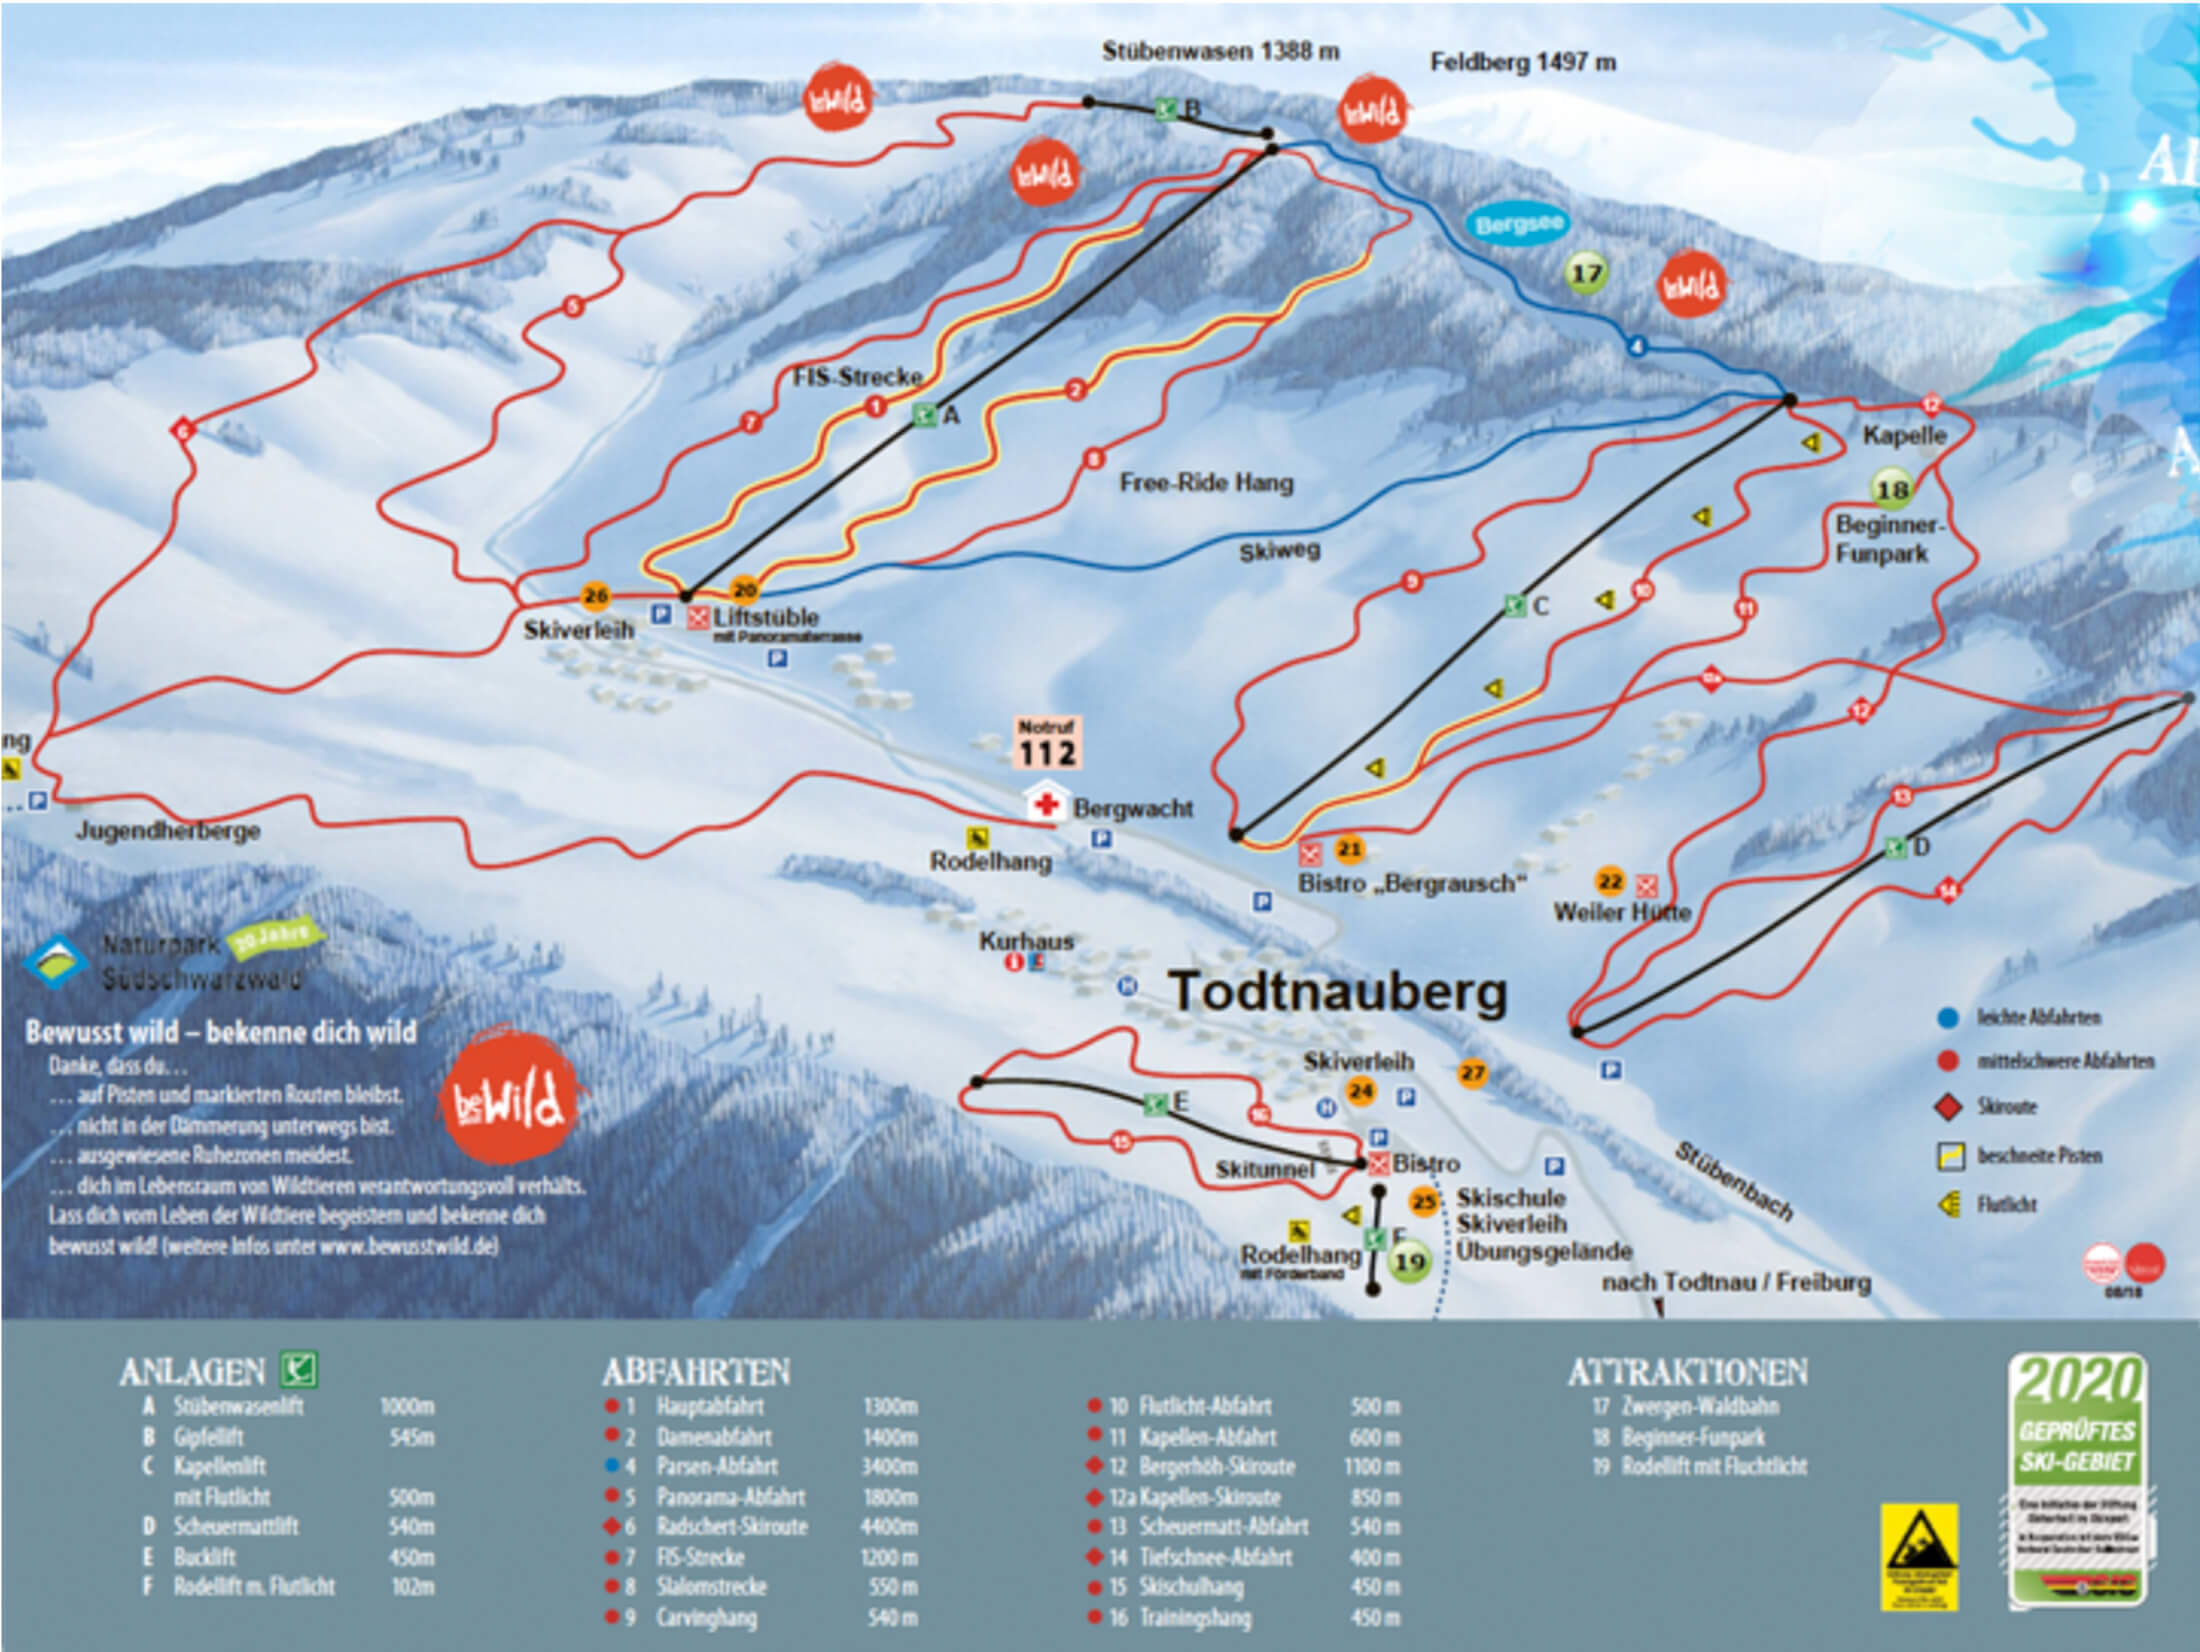 Stübenwasen 1388 m
Feldberg 1497 m
beWild
beWild
beWild
B
Bergsee
17
beWild
5
4
FIS-Strecke
1
A
2
7
6
12
Kapelle
8
Free-Ride Hang
18
Beginner-
Funpark
Skiweg
9
10
C
11
26
20
P
Liftstüble
mit Panoramaterrasse
Skiverleih
P
12a
12
Notruf
112
ng
P
Bergwacht
P
Jugendherberge
Rodelhang
13
D
14
21
Bistro „Bergrausch“
22
Weiler Hütte
P
Kurhaus
H
Todtnauberg
Naturpark
Südschwarzwald
20 Jahre
Bewusst wild – bekenne dich wild
Danke, dass du…
… auf Pisten und markierten Routen bleibst.
… nicht in der Dämmerung unterwegs bist.
… ausgewiesene Ruhezonen meidest.
… dich im Lebensraum von Wildtieren verantwortungsvoll verhälts.
Lass dich vom Leben der Wildtiere begeistern und bekenne dich
bewusst wild! (weitere Infos unter www.bewusstwild.de)
beWild
E
15
16
Skiverleih
24
27
P
H
P
P
P
Skitunnel
Bistro
25
Skischule
Skiverleih
Übungsgelände
F
19
Rodelhang
mit Förderband
Stübenbach
nach Todtnau / Freiburg
leichte Abfahrten
mittelschwere Abfahrten
Skiroute
beschneite Pisten
Flutlicht
08/18
ANLAGEN
A Stübenwasenlift 1000m
B Gipfellift 545m
C Kapellenlift
mit Flutlicht 500m
D Scheuermattlift 540m
E Bucklift 450m
F Rodellift m. Flutlicht 102m
ABFAHRTEN
1 Hauptabfahrt 1300m
2 Damenabfahrt 1400m
4 Parsen-Abfahrt 3400m
5 Panorama-Abfahrt 1800m
6 Radschert-Skiroute 4400m
7 FIS-Strecke 1200 m
8 Slalomstrecke 550 m
9 Carvinghang 540 m
10 Flutlicht-Abfahrt 500 m
11 Kapellen-Abfahrt 600 m
12 Bergerhöh-Skiroute 1100 m
12a Kapellen-Skiroute 850 m
13 Scheuermatt-Abfahrt 540 m
14 Tiefschnee-Abfahrt 400 m
15 Skischulhang 450 m
16 Trainingshang 450 m
ATTRAKTIONEN
17 Zwergen-Waldbahn
18 Beginner-Funpark
19 Rodellift mit Fluchtlicht
2020
GEPRÜFTES
SKI-GEBIET